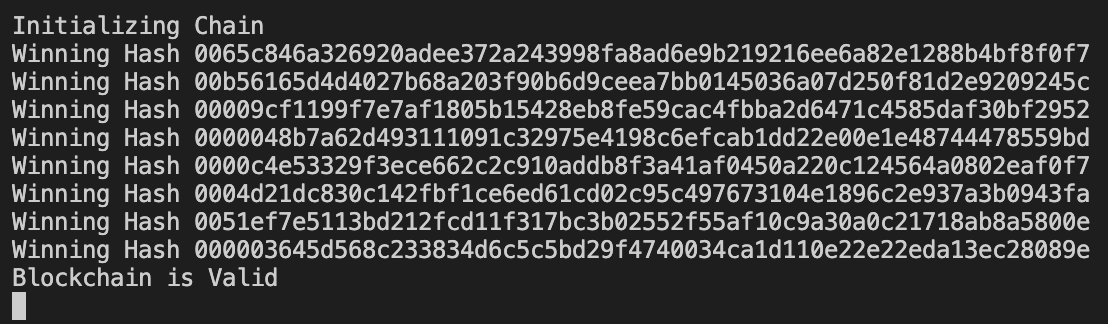 Initializing Chain
Winning Hash 0065c846a326920adee372a243998fa8ad6e9b219216ee6a82e1288b4bf8f0f7
Winning Hash 00b56165d4d4027b68a203f90b6d9ceea7bb0145036a07d250f81d2e9209245c
Winning Hash 00009cf1199f7e7af1805b15428eb8fe59cac4fbba2d6471c4585daf30bf2952
Winning Hash 0000048b7a62d493111091c32975e4198c6efcab1dd22e00e1e48744478559bd
Winning Hash 0000c4e53329f3ece662c2c910addb8f3a41af0450a220c124564a0802eaf0f7
Winning Hash 0004d21dc830c142fbf1ce6ed61cd02c95c497673104e1896c2e937a3b0943fa
Winning Hash 0051ef7e5113bd212fcd11f317bc3b02552f55af10c9a30a0c21718ab8a5800e
Winning Hash 000003645d568c233834d6c5c5bd29f4740034ca1d110e22e22eda13ec28089e
Blockchain is Valid